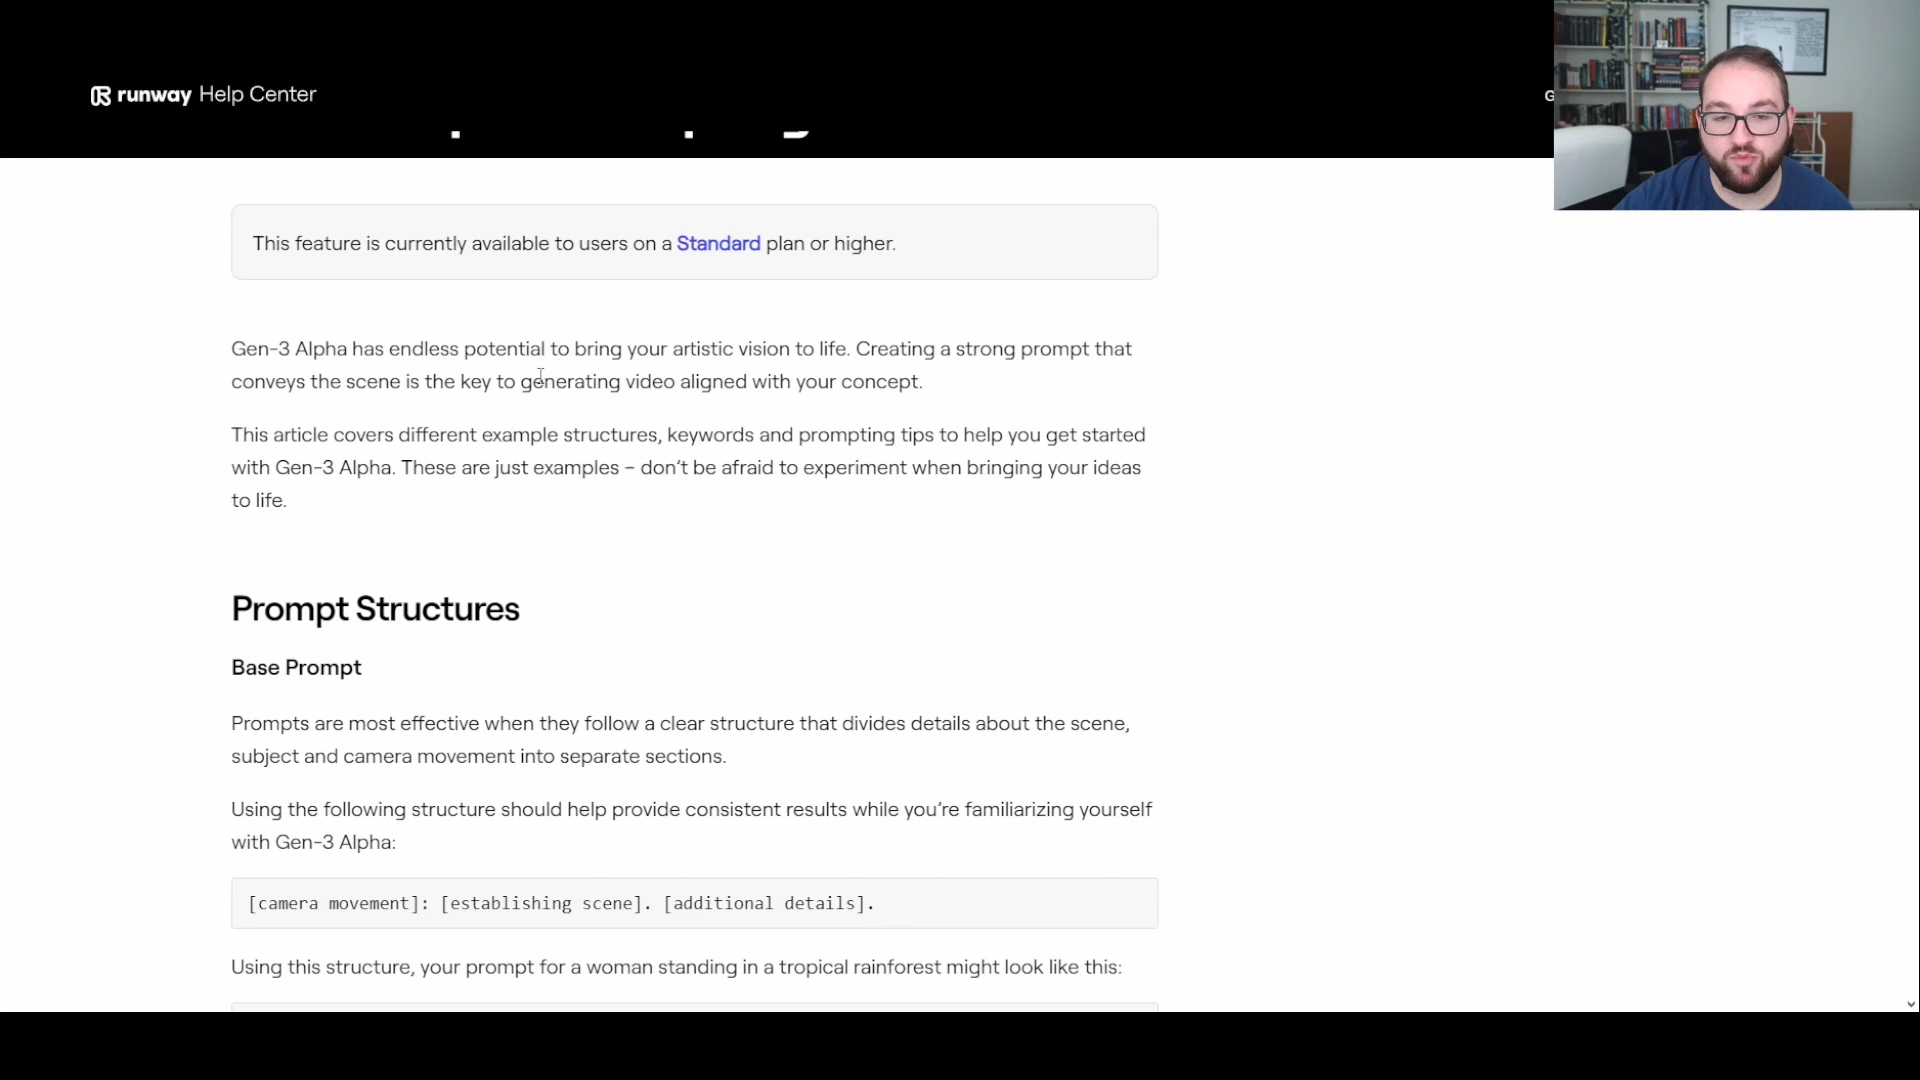 runway Help Center
G
This feature is currently available to users on a Standard plan or higher.
Gen-3 Alpha has endless potential to bring your artistic vision to life. Creating a strong prompt that
conveys the scene is the key to generating video aligned with your concept.
This article covers different example structures, keywords and prompting tips to help you get started
with Gen-3 Alpha. These are just examples – don’t be afraid to experiment when bringing your ideas
to life.
Prompt Structures
Base Prompt
Prompts are most effective when they follow a clear structure that divides details about the scene,
subject and camera movement into separate sections.
Using the following structure should help provide consistent results while you’re familiarizing yourself
with Gen-3 Alpha:
[camera movement]: [establishing scene]. [additional details].
Using this structure, your prompt for a woman standing in a tropical rainforest might look like this: